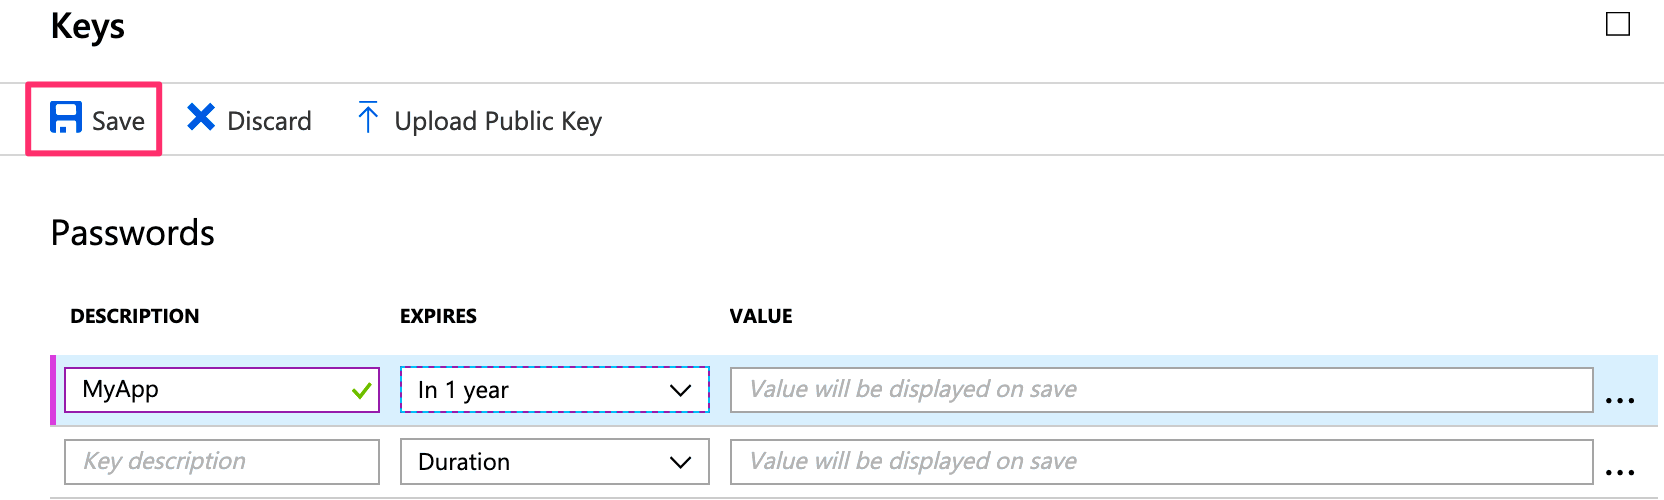 Keys
Save Discard Upload Public Key
Passwords
DESCRIPTION EXPIRES VALUE
MyApp In 1 year Value will be displayed on save ...
Key description Duration Value will be displayed on save ...